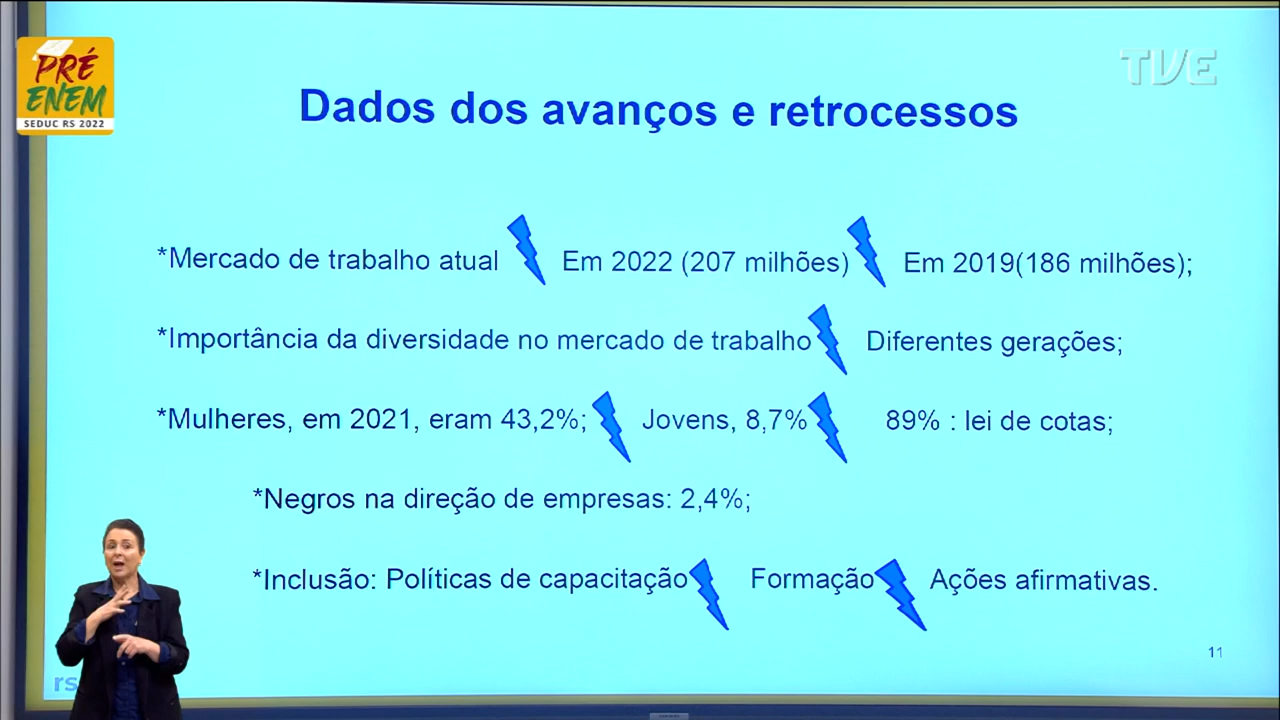 PRÉ
ENEM
SEDUC RS 2022
TVE
Dados dos avanços e retrocessos
*Mercado de trabalho atual Em 2022 (207 milhões) Em 2019(186 milhões);
*Importância da diversidade no mercado de trabalho Diferentes gerações;
*Mulheres, em 2021, eram 43,2%; Jovens, 8,7% 89% : lei de cotas;
*Negros na direção de empresas: 2,4%;
*Inclusão: Políticas de capacitação Formação Ações afirmativas.
11
rs